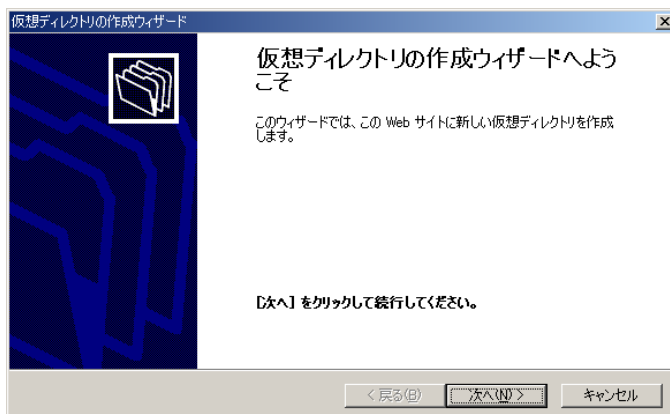 仮想ディレクトリの作成ウィザード
仮想ディレクトリの作成ウィザードへよう
こそ
このウィザードでは、この Web サイトに新しい仮想ディレクトリを作成
します。
[次へ] をクリックして続行してください。
< 戻る(B)
次へ(N) >
キャンセル